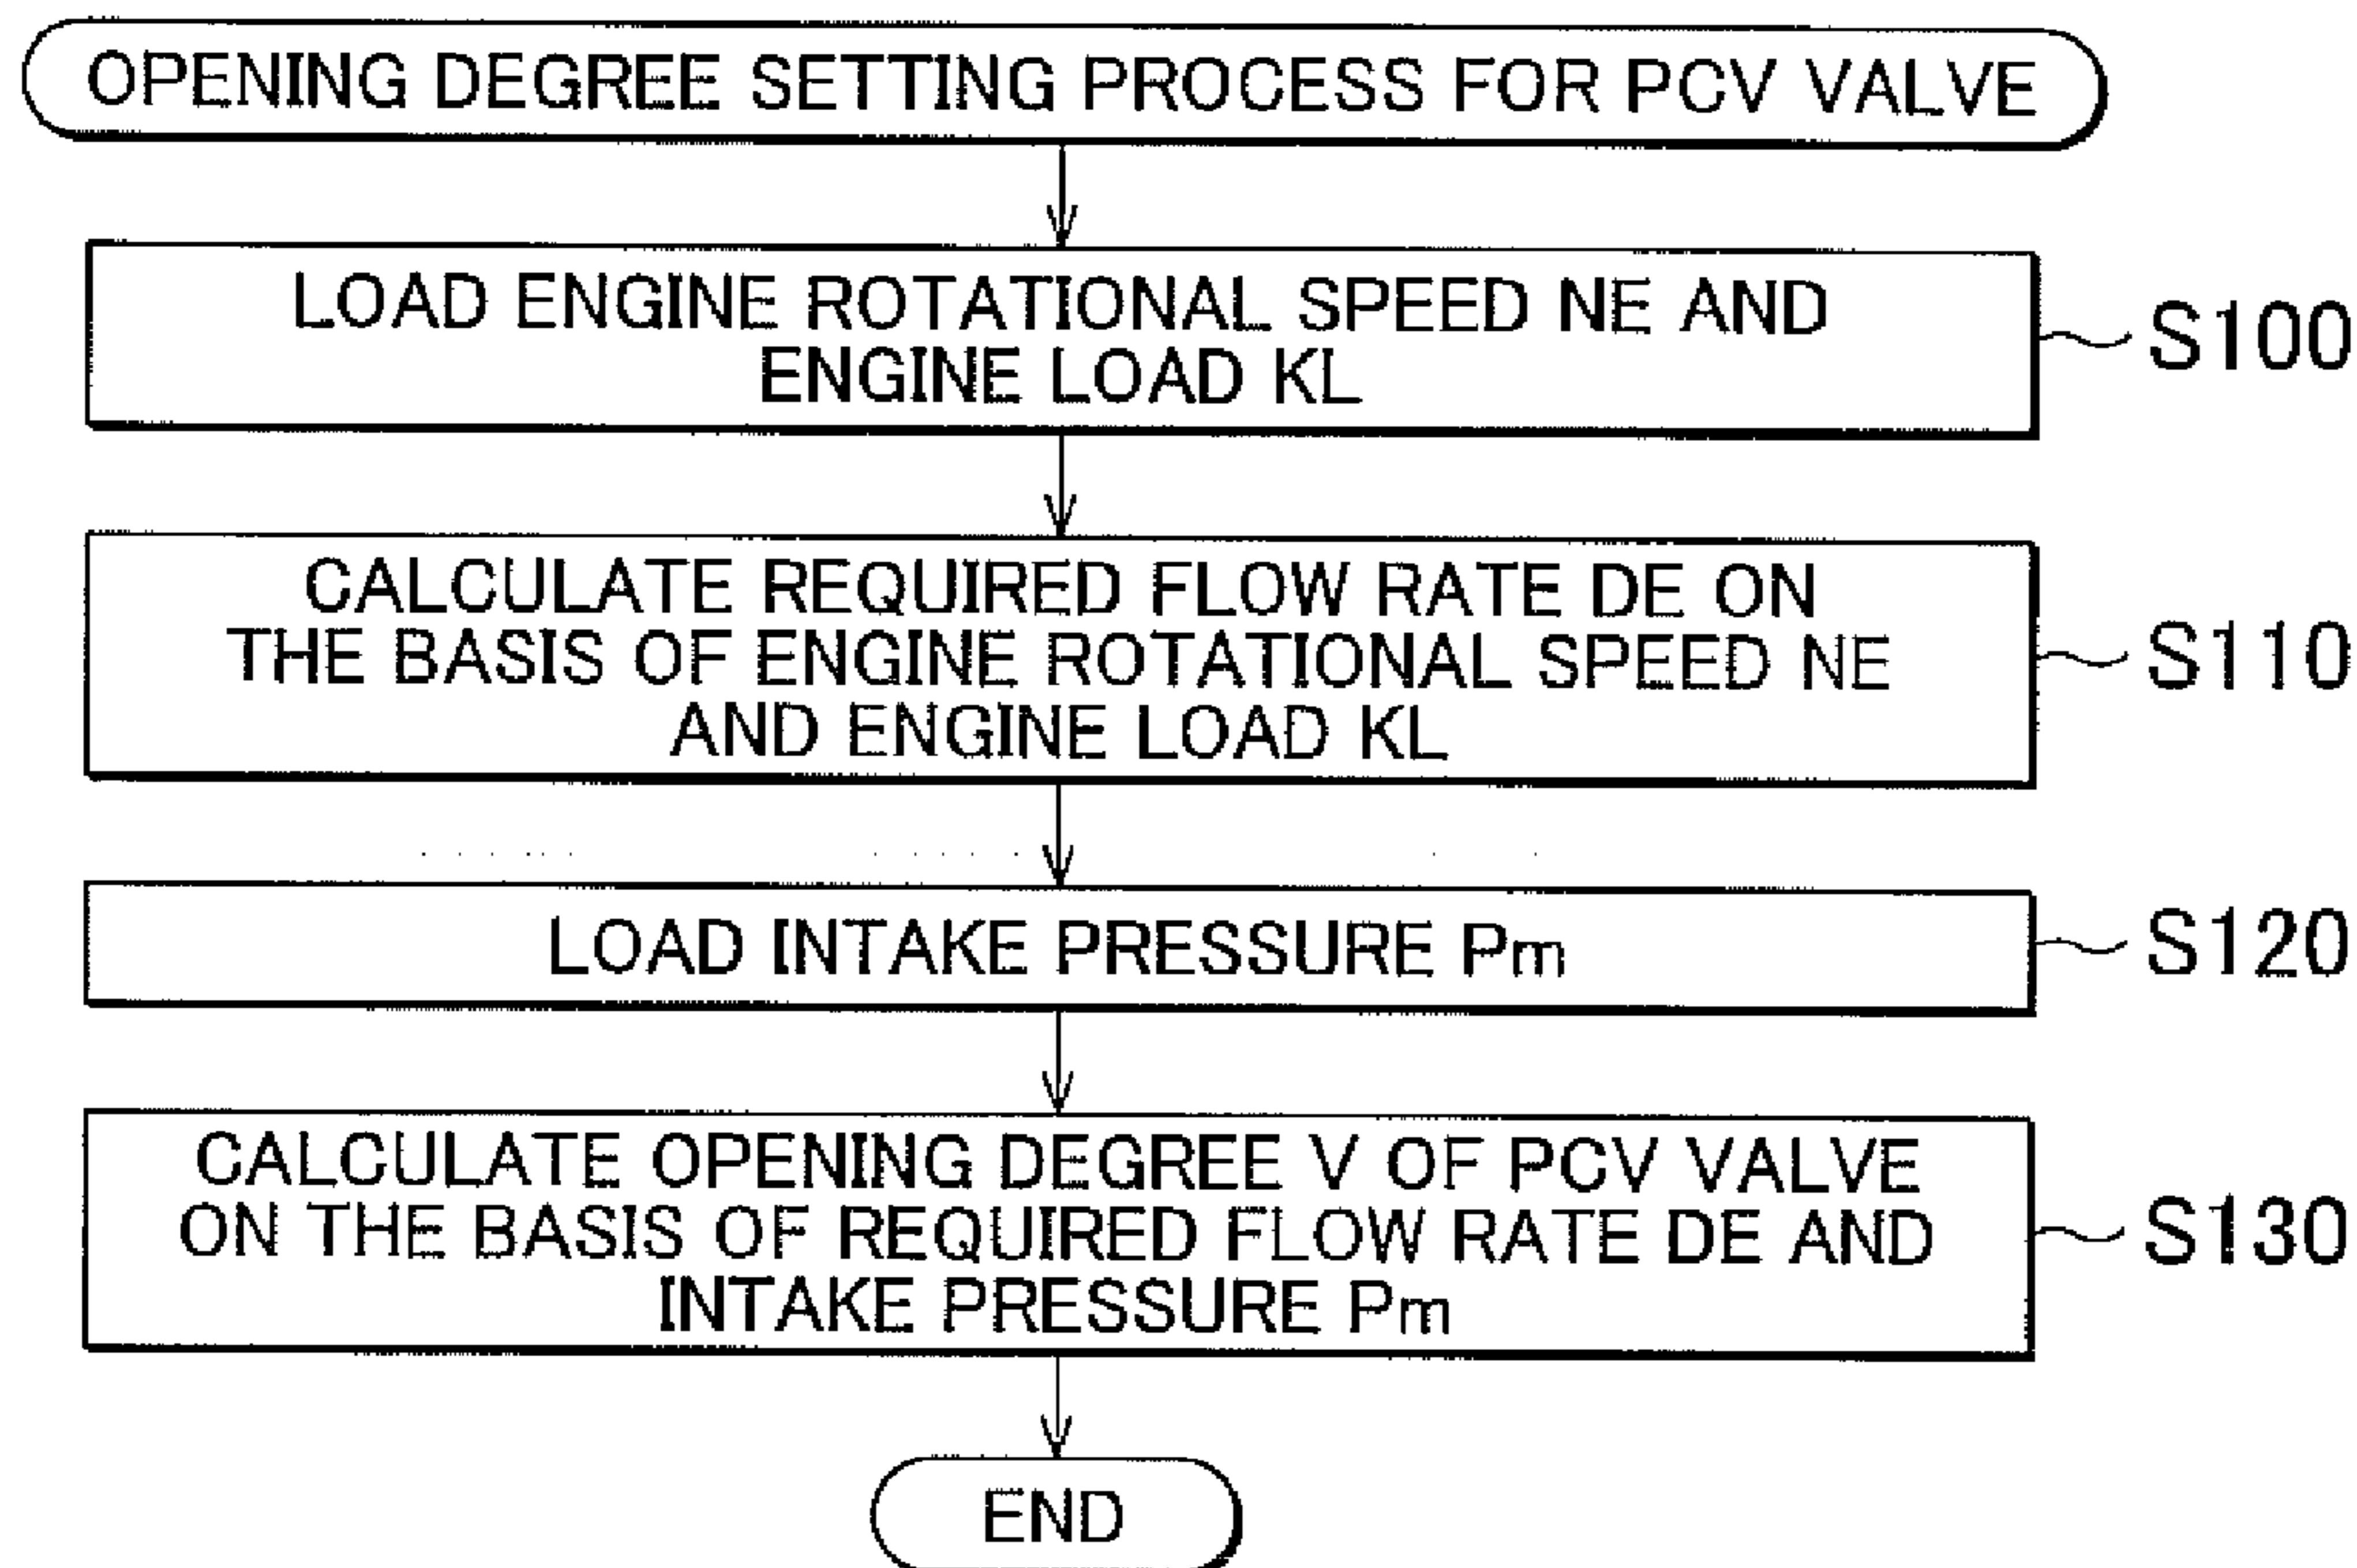 OPENING DEGREE SETTING PROCESS FOR PCV VALVE
LOAD ENGINE ROTATIONAL SPEED NE AND
ENGINE LOAD KL
S100
CALCULATE REQUIRED FLOW RATE DE ON
THE BASIS OF ENGINE ROTATIONAL SPEED NE
AND ENGINE LOAD KL
S110
LOAD INTAKE PRESSURE Pm
S120
CALCULATE OPENING DEGREE V OF PCV VALVE
ON THE BASIS OF REQUIRED FLOW RATE DE AND
INTAKE PRESSURE Pm
S130
END